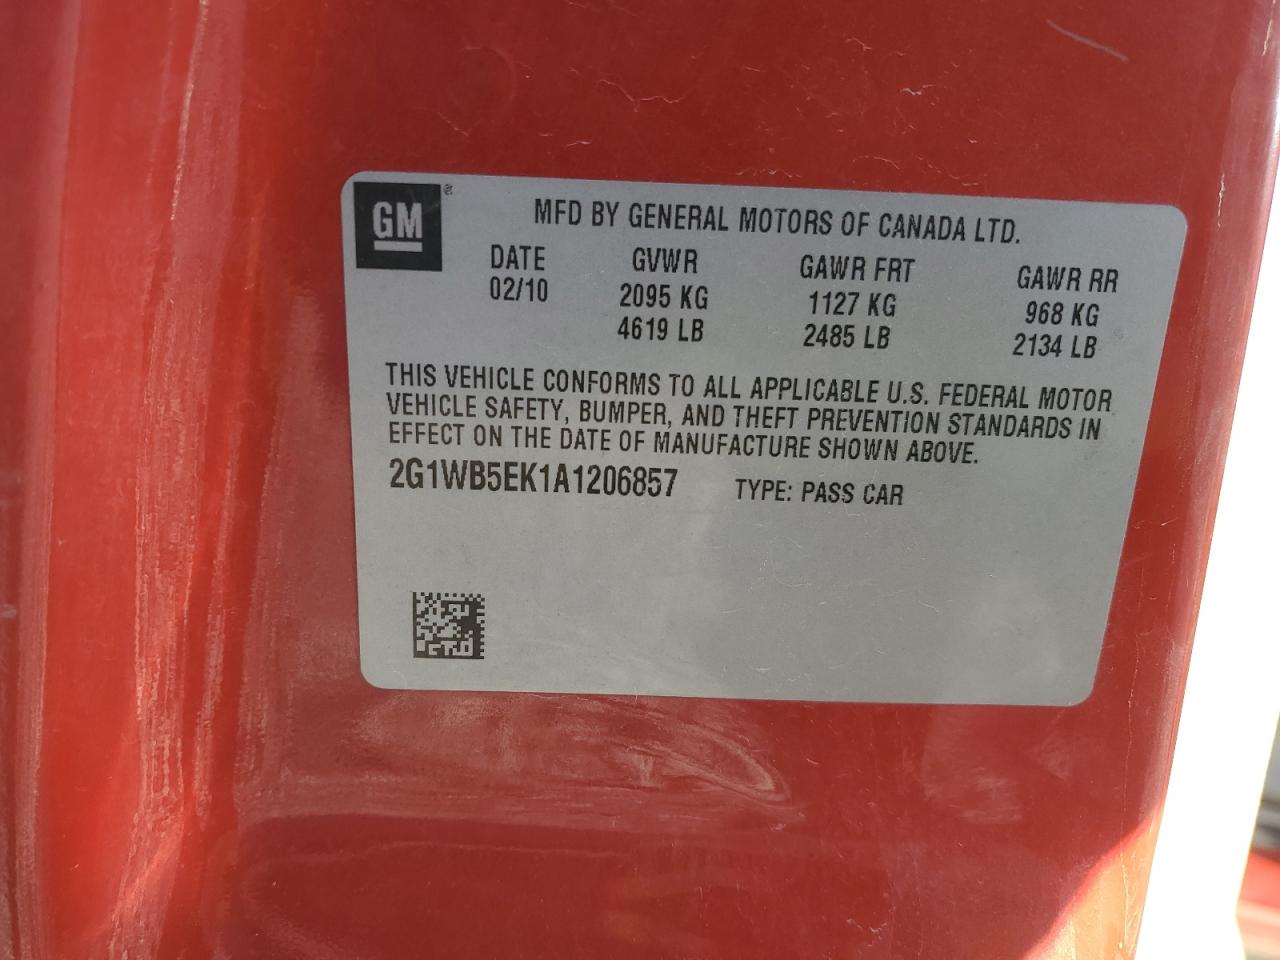 GM ®
MFD BY GENERAL MOTORS OF CANADA LTD.
DATE GVWR GAWR FRT GAWR RR
02/10 2095 KG 1127 KG 968 KG
4619 LB 2485 LB 2134 LB
THIS VEHICLE CONFORMS TO ALL APPLICABLE U.S. FEDERAL MOTOR
VEHICLE SAFETY, BUMPER, AND THEFT PREVENTION STANDARDS IN
EFFECT ON THE DATE OF MANUFACTURE SHOWN ABOVE.
2G1WB5EK1A1206857 TYPE: PASS CAR